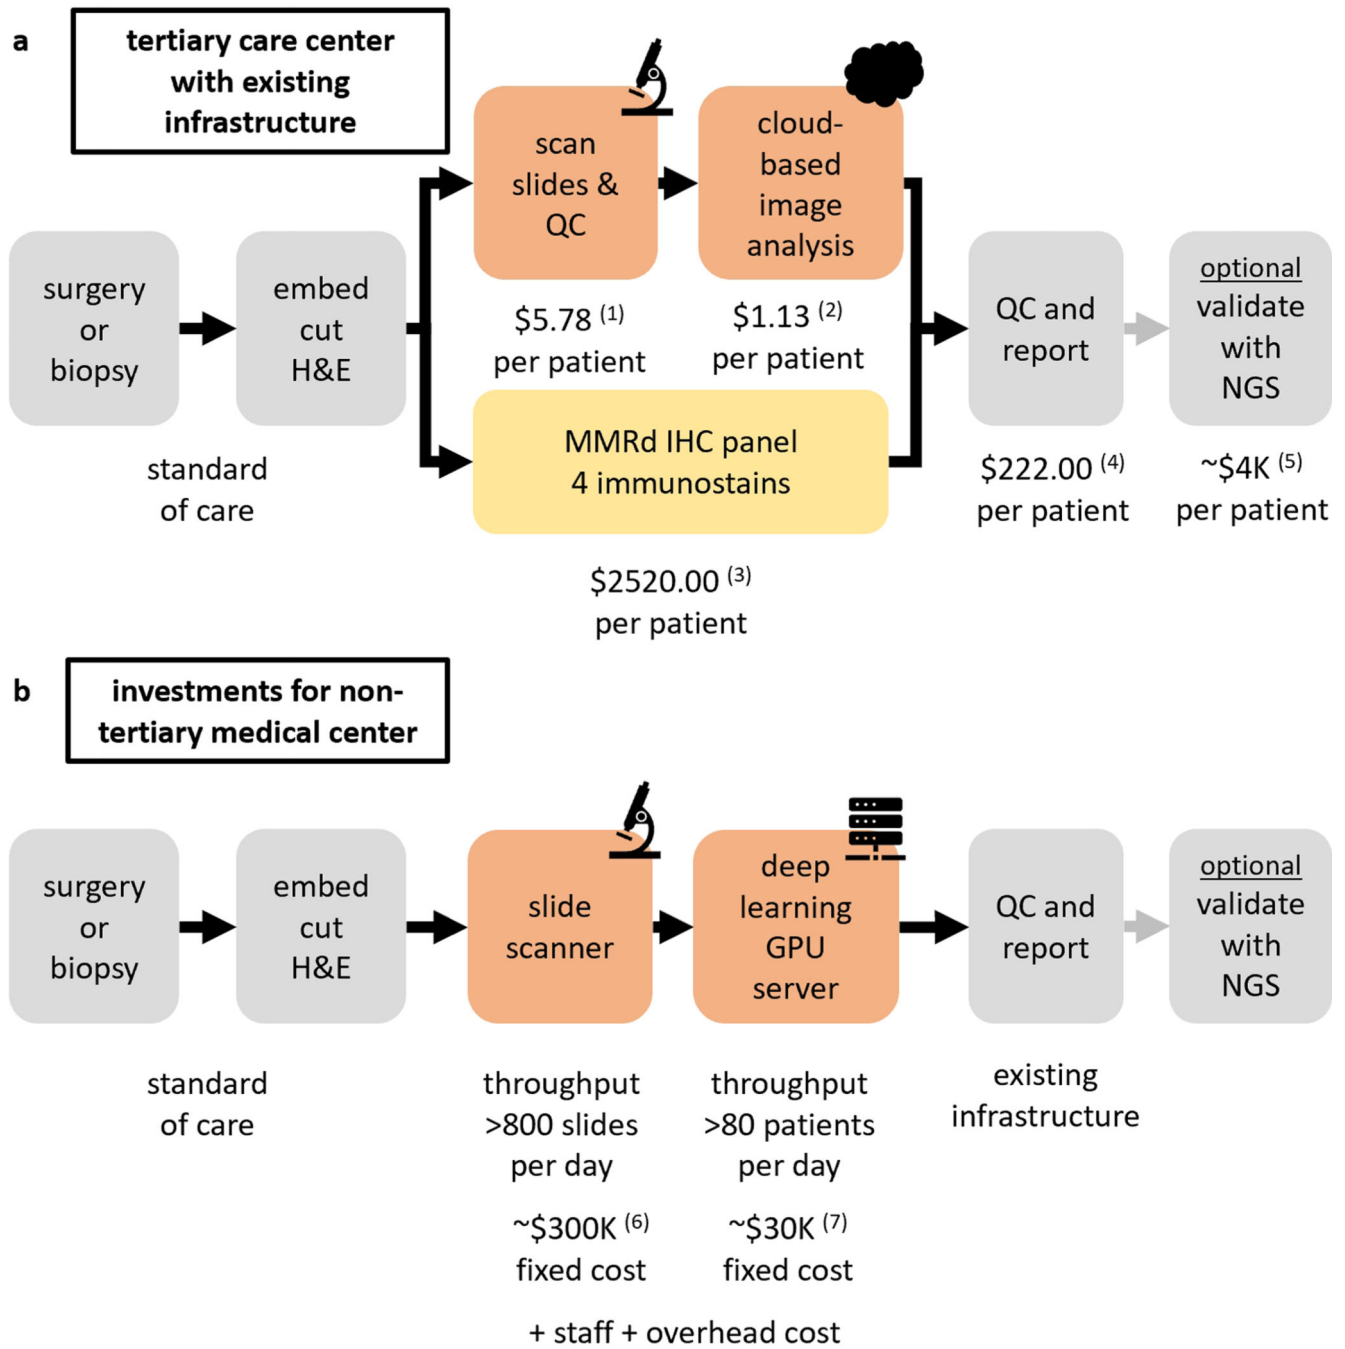 a
tertiary care center
with existing
infrastructure
surgery
or
biopsy
embed
cut
H&E
standard
of care
scan
slides &
QC
$5.78 (1)
per patient
cloud-
based
image
analysis
$1.13 (2)
per patient
MMRd IHC panel
4 immunostains
$2520.00 (3)
per patient
QC and
report
$222.00 (4)
per patient
optional
validate
with
NGS
~$4K (5)
per patient
b
investments for non-
tertiary medical center
surgery
or
biopsy
embed
cut
H&E
standard
of care
slide
scanner
throughput
>800 slides
per day
~$300K (6)
fixed cost
deep
learning
GPU
server
throughput
>80 patients
per day
~$30K (7)
fixed cost
+ staff + overhead cost
QC and
report
existing
infrastructure
optional
validate
with
NGS